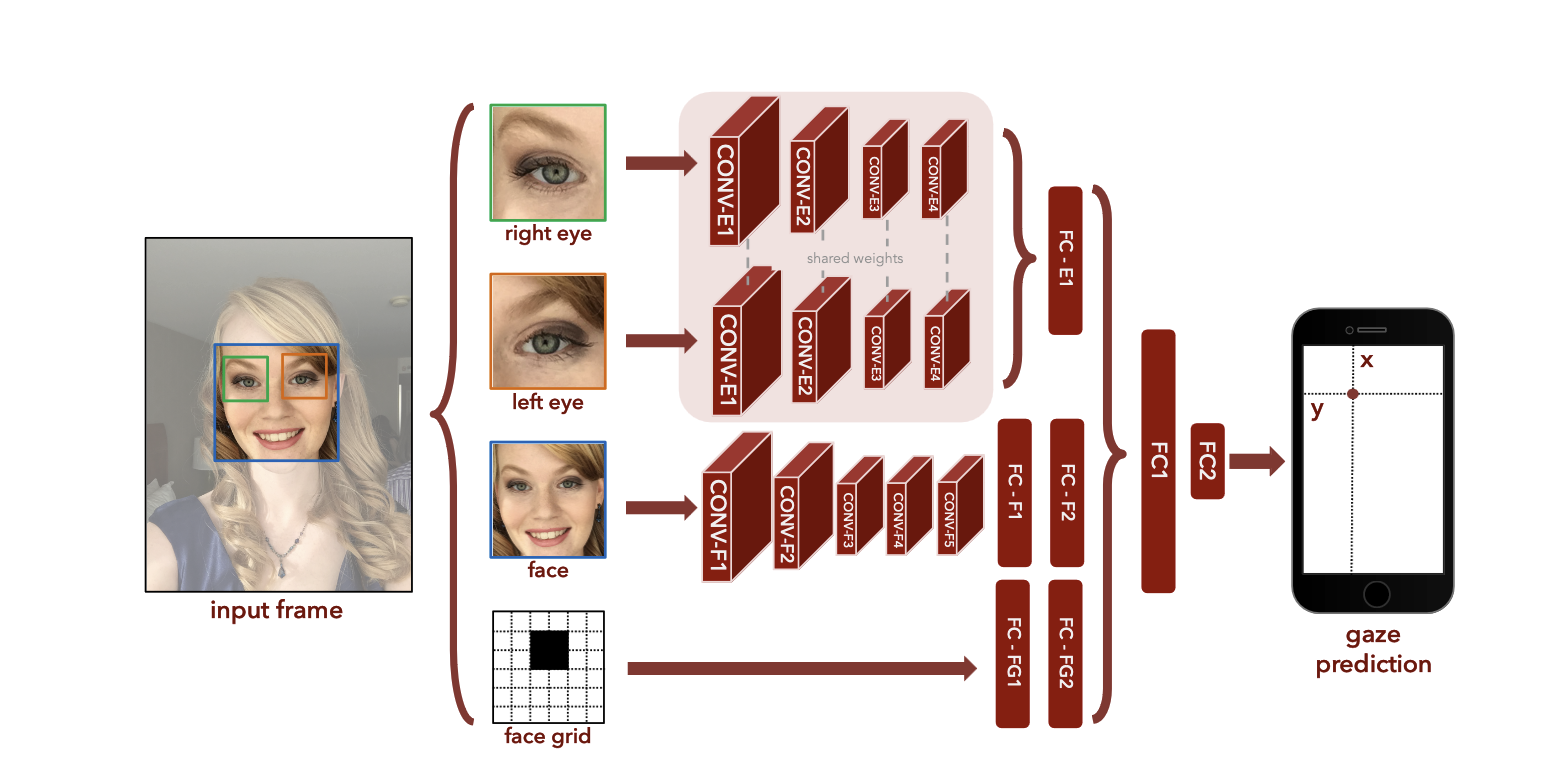 input frame
right eye
left eye
face
face grid
CONV-E1
CONV-E2
CONV-E3
CONV-E4
shared weights
CONV-E1
CONV-E2
CONV-E3
CONV-E4
CONV-F1
CONV-F2
CONV-F3
CONV-F4
CONV-F5
FC - E1
FC - F1
FC - F2
FC - FG1
FC - FG2
FC1
FC2
x
y
gaze
prediction